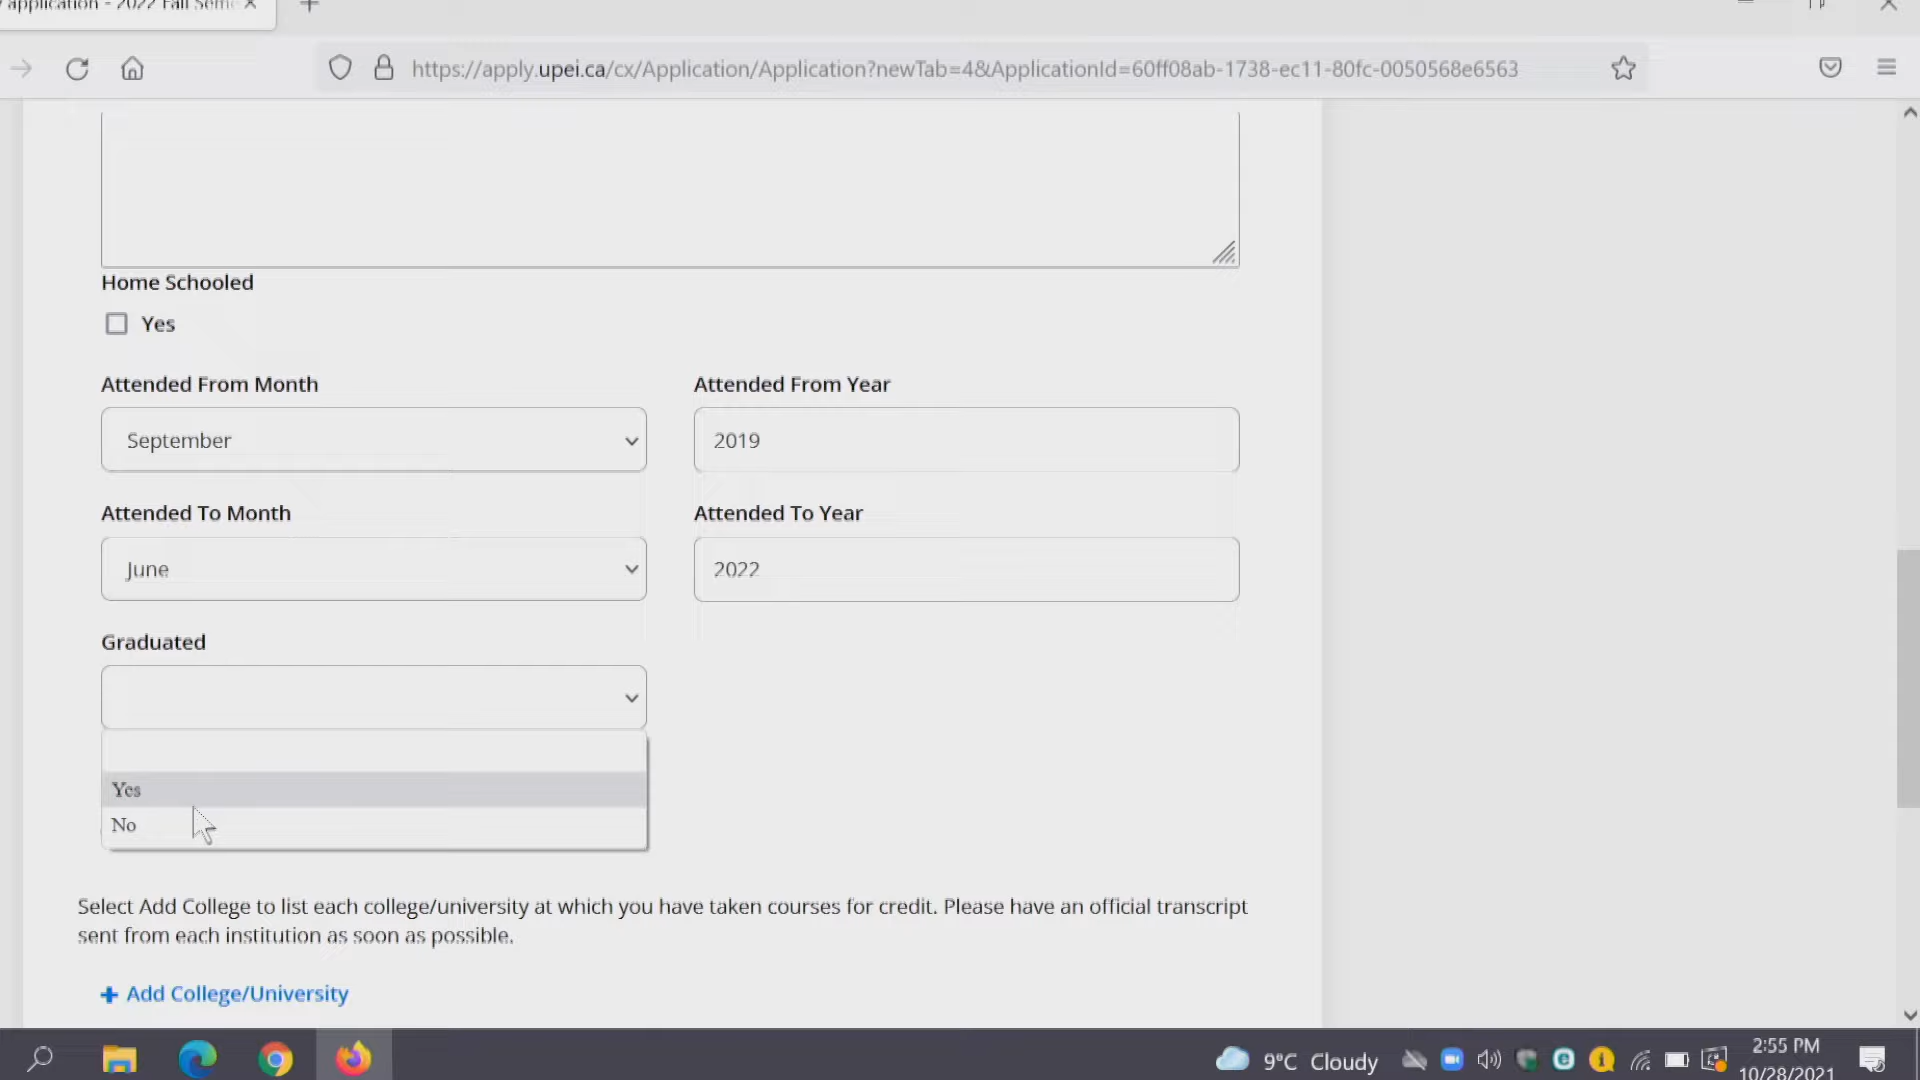 application - 2022 Fall Seme
https://apply.upei.ca/cx/Application/Application?newTab=4&ApplicationId=60ff08ab-1738-ec11-80fc-0050568e6563
Home Schooled
Yes
Attended From Month
Attended From Year
September
2019
Attended To Month
Attended To Year
June
2022
Graduated
Yes
No
Select Add College to list each college/university at which you have taken courses for credit. Please have an official transcript
sent from each institution as soon as possible.
Add College/University
9°C Cloudy
2:55 PM
10/28/2021